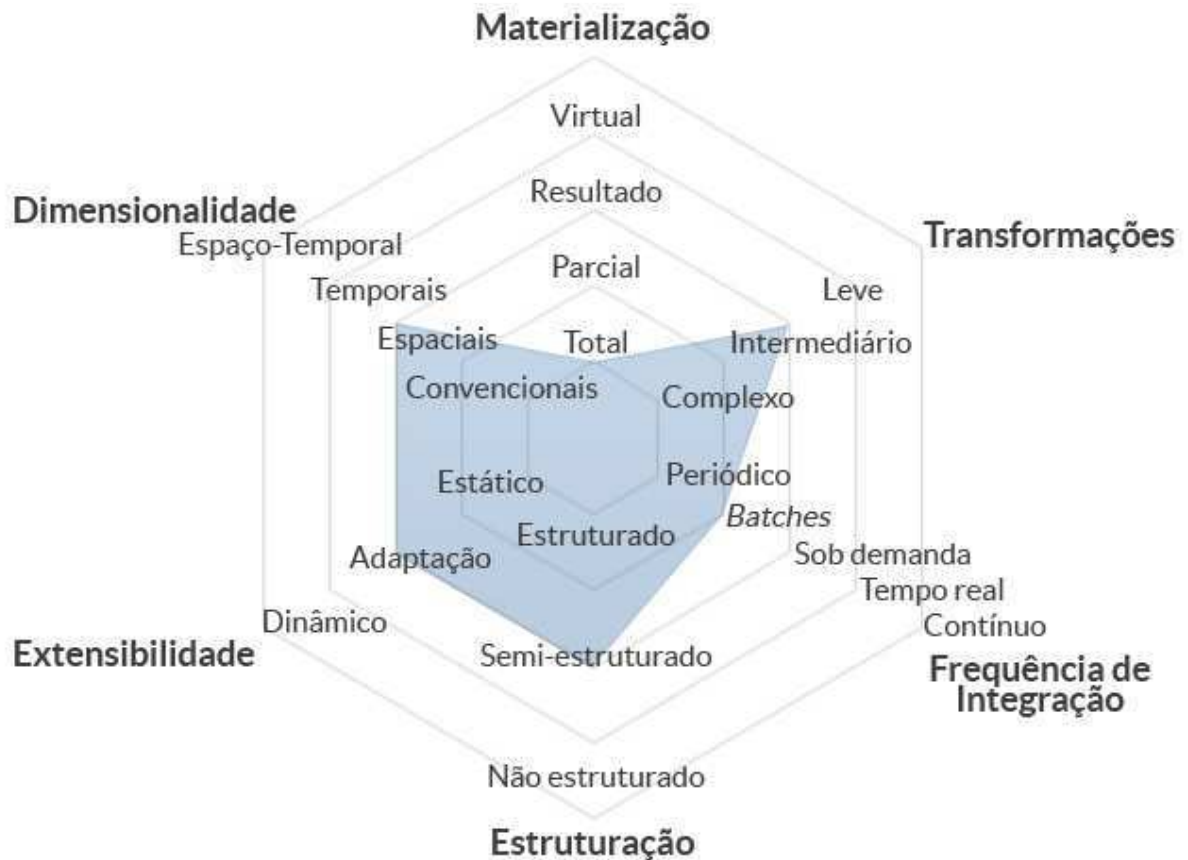 Materialização
Virtual
Resultado
Parcial
Total
Dimensionalidade
Espaço-Temporal
Temporais
Espaciais
Convencionais
Transformações
Leve
Intermediário
Complexo
Periódico
Batches
Sob demanda
Tempo real
Contínuo
Frequência de
Integração
Estático
Adaptação
Dinâmico
Extensibilidade
Estruturado
Semi-estruturado
Não estruturado
Estruturação